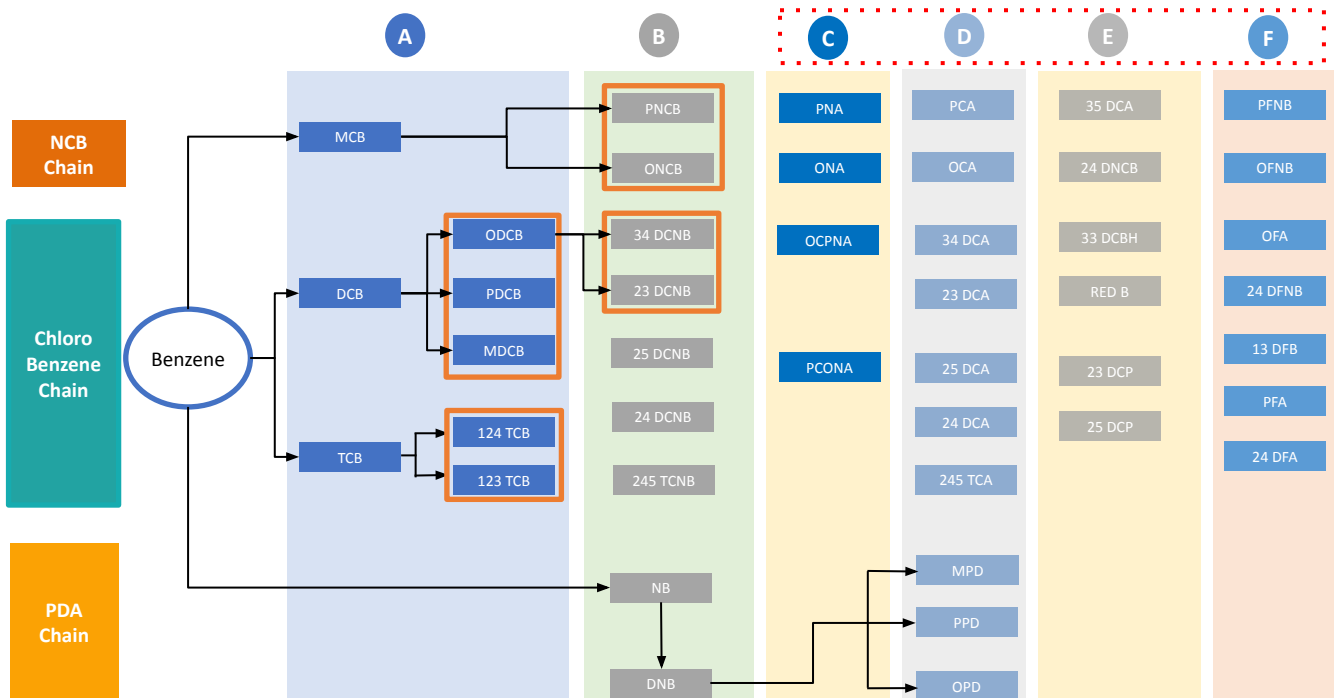 A
B
C
D
E
F
NCB
Chain
Chloro
Benzene
Chain
PDA
Chain
Benzene
MCB
DCB
TCB
ODCB
PDCB
MDCB
124 TCB
123 TCB
PNCB
ONCB
34 DCNB
23 DCNB
25 DCNB
24 DCNB
245 TCNB
NB
DNB
PNA
ONA
OCPNA
PCONA
PCA
OCA
34 DCA
23 DCA
25 DCA
24 DCA
245 TCA
MPD
PPD
OPD
35 DCA
24 DNCB
33 DCBH
RED B
23 DCP
25 DCP
PFNB
OFNB
OFA
24 DFNB
13 DFB
PFA
24 DFA